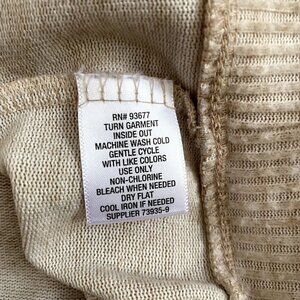 RN# 93677
TURN GARMENT
INSIDE OUT
MACHINE WASH COLD
GENTLE CYCLE
WITH LIKE COLORS
USE ONLY
NON-CHLORINE
BLEACH WHEN NEEDED
DRY FLAT
COOL IRON IF NEEDED
SUPPLIER 73935-9